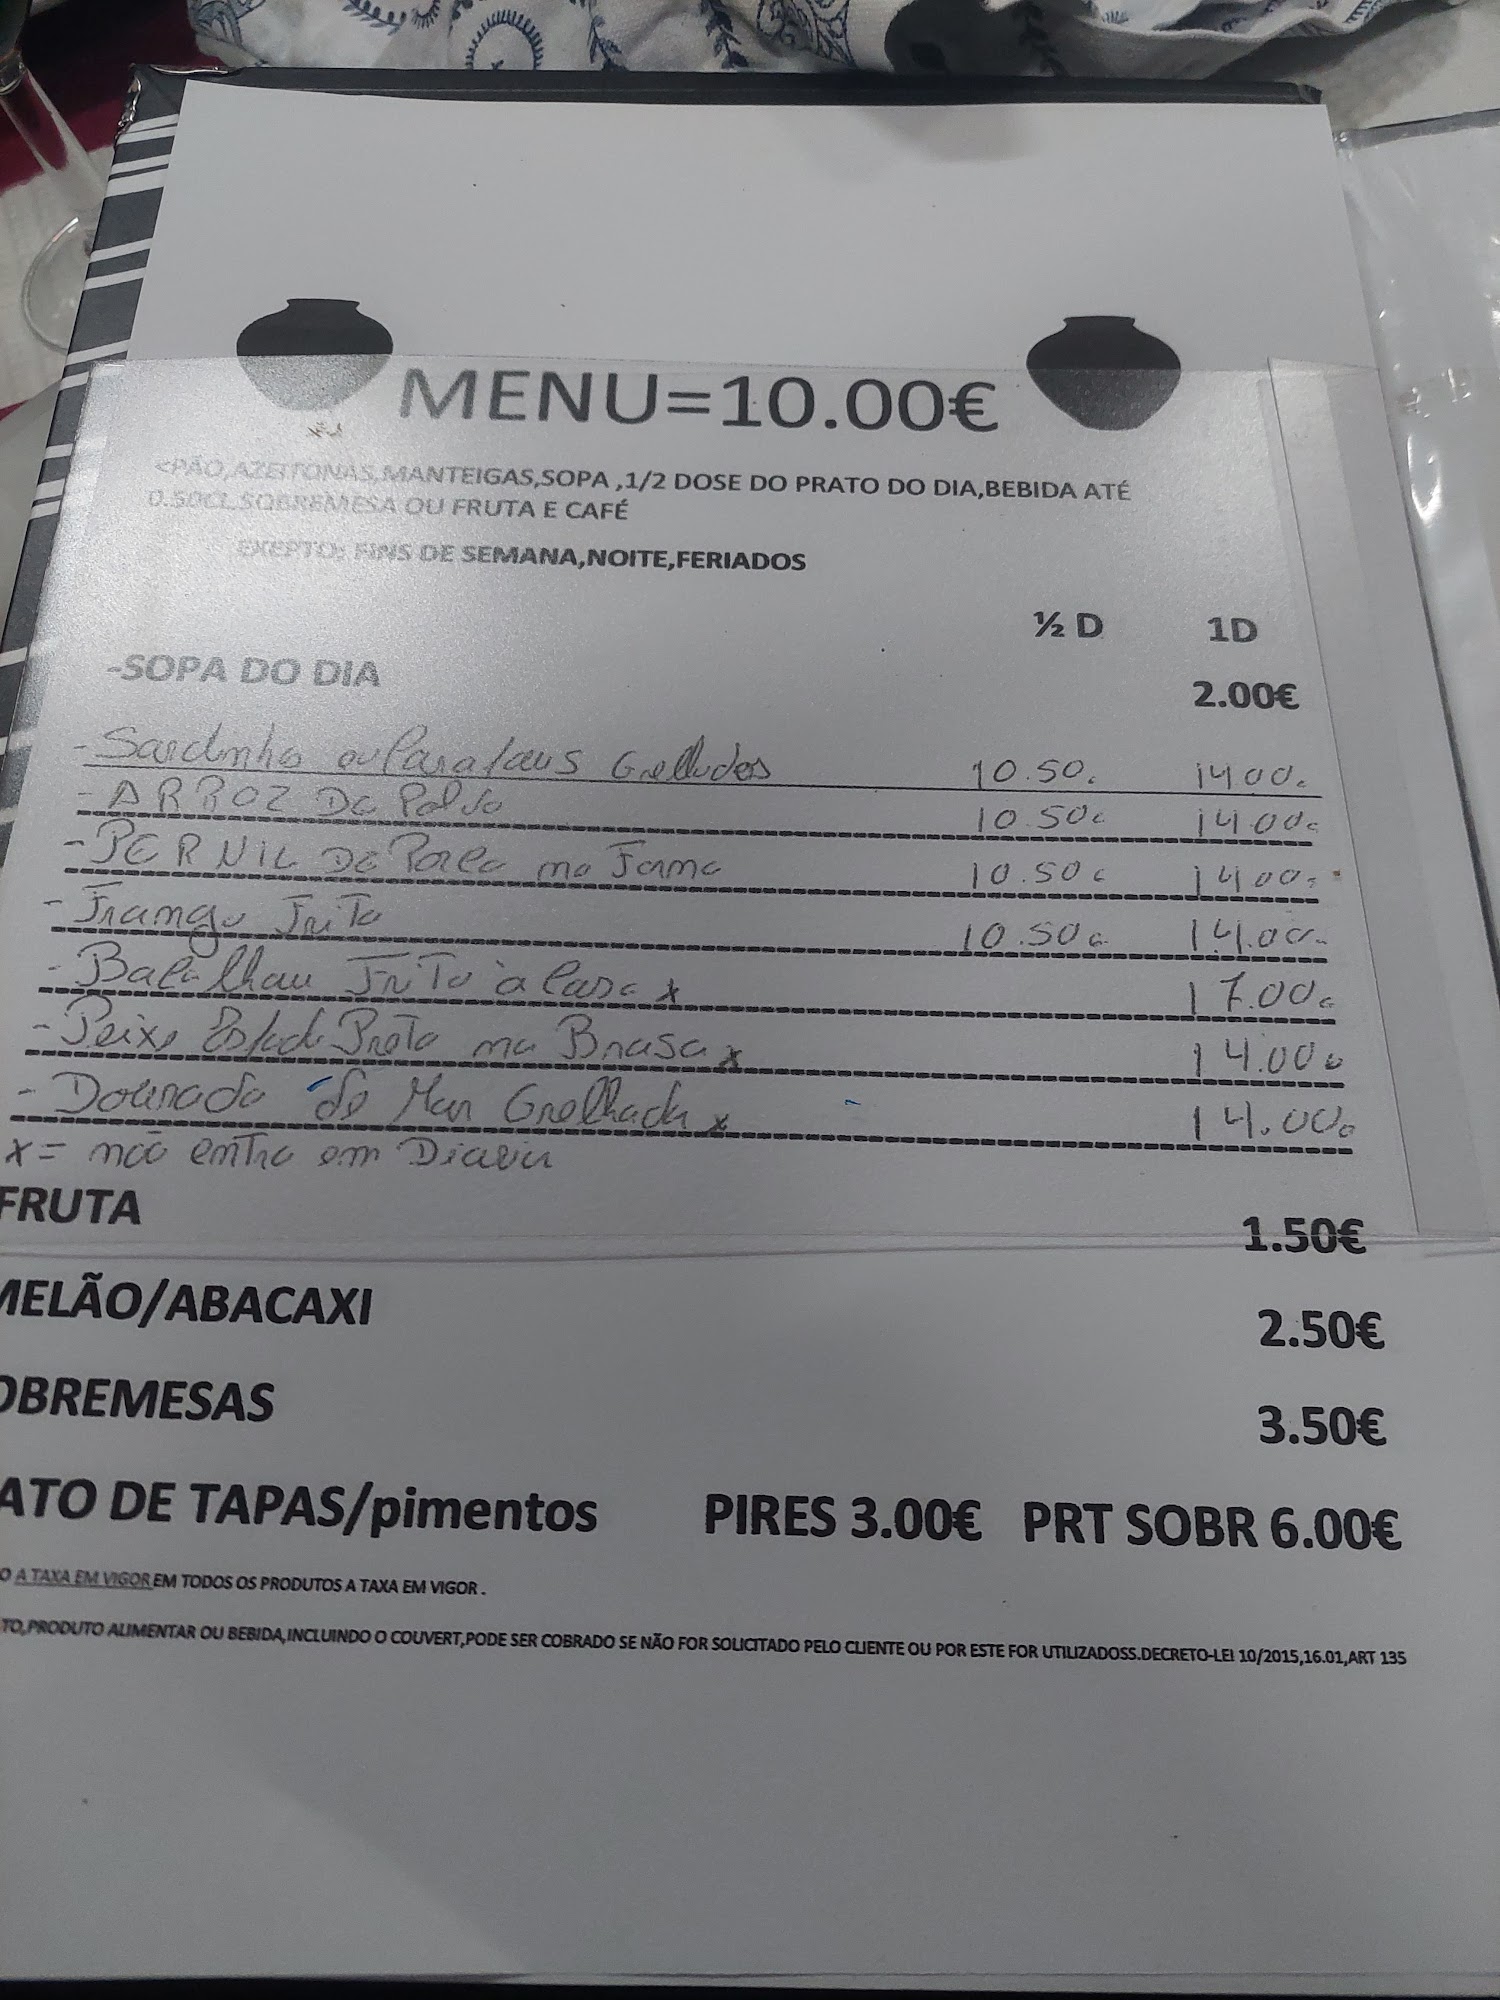 MENU=10.00€
<PÃO,AZEITONAS,MANTEIGAS,SOPA ,1/2 DOSE DO PRATO DO DIA,BEBIDA ATÉ
0.50CL.SOBREMESA OU FRUTA E CAFÉ
EXEPTO: FINS DE SEMANA,NOITE,FERIADOS
½ D 1D
-SOPA DO DIA 2.00€
- Sardinha ou Carapaus Grelhados 10.50 14.00
- ARROZ De Polvo 10.50 14.00
- PERNIL De Porco no Forno 10.50 14.00
- Frango Frito 10.50 14.00
- Bacalhau Frito à Casa x 17.00
- Peixe Preto na Brasa x 14.00
- Dourada de Mar Grelhada x 14.00
x = não entra em Diaria
FRUTA 1.50€
MELÃO/ABACAXI 2.50€
OBREMESAS 3.50€
ATO DE TAPAS/pimentos PIRES 3.00€ PRT SOBR 6.00€
O A TAXA EM VIGOR EM TODOS OS PRODUTOS A TAXA EM VIGOR .
TO,PRODUTO ALIMENTAR OU BEBIDA,INCLUINDO O COUVERT,PODE SER COBRADO SE NÃO FOR SOLICITADO PELO CLIENTE OU POR ESTE FOR UTILIZADOSS.DECRETO-LEI 10/2015,16.01,ART 135